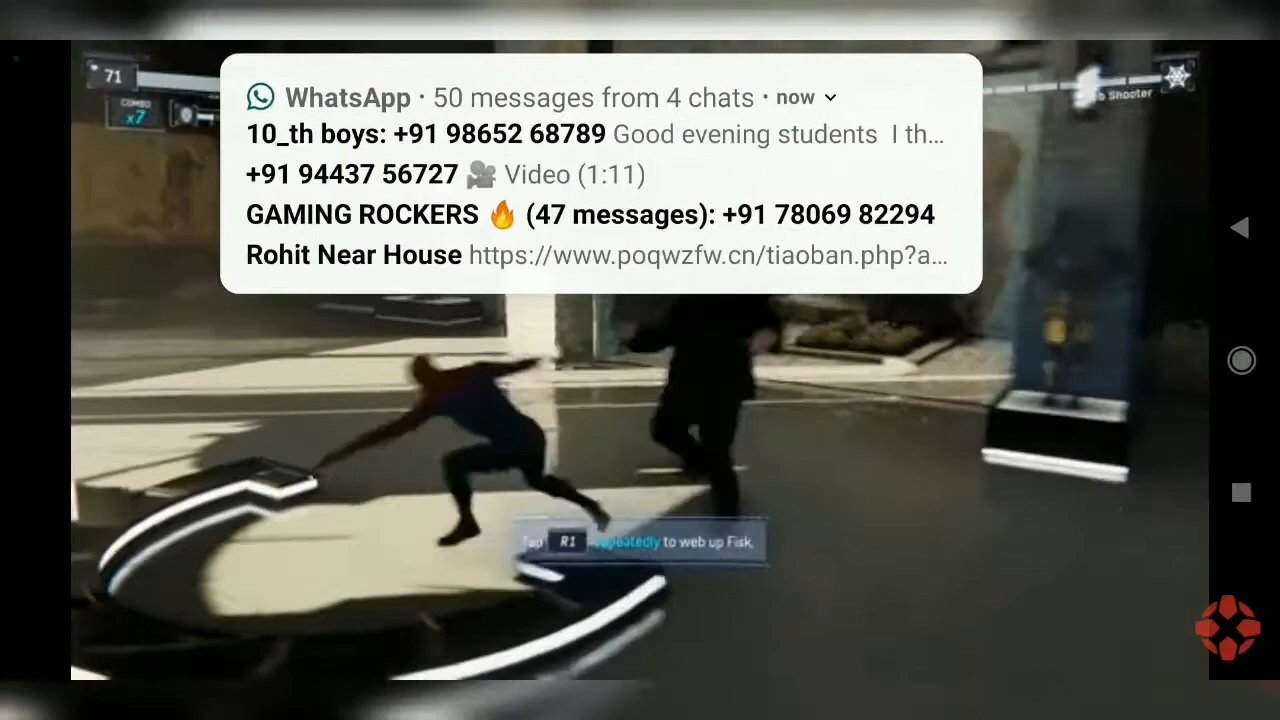 71
COMBO
x7
Shooter
WhatsApp · 50 messages from 4 chats · now
10_th boys: +91 98652 68789 Good evening students I th...
+91 94437 56727 🎥 Video (1:11)
GAMING ROCKERS 🔥 (47 messages): +91 78069 82294
Rohit Near House https://www.poqwzfw.cn/tiaoban.php?a...
Tap R1 repeatedly to web up Fisk.